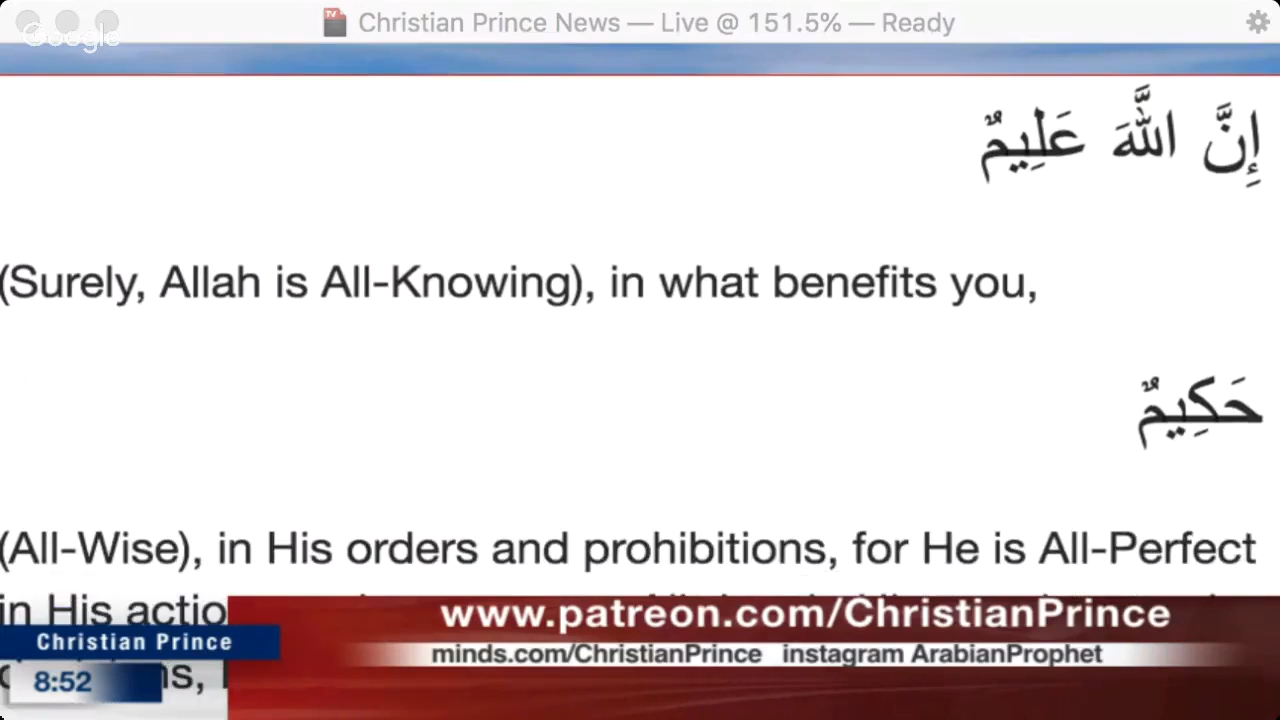 Christian Prince News — Live @ 151.5% — Ready
Google
إِنَّ اللَّهَ عَلِيمٌ
(Surely, Allah is All-Knowing), in what benefits you,
حَكِيمٌ
(All-Wise), in His orders and prohibitions, for He is All-Perfect
in His actio
www.patreon.com/ChristianPrince
Christian Prince
minds.com/ChristianPrince instagram ArabianProphet
8:52